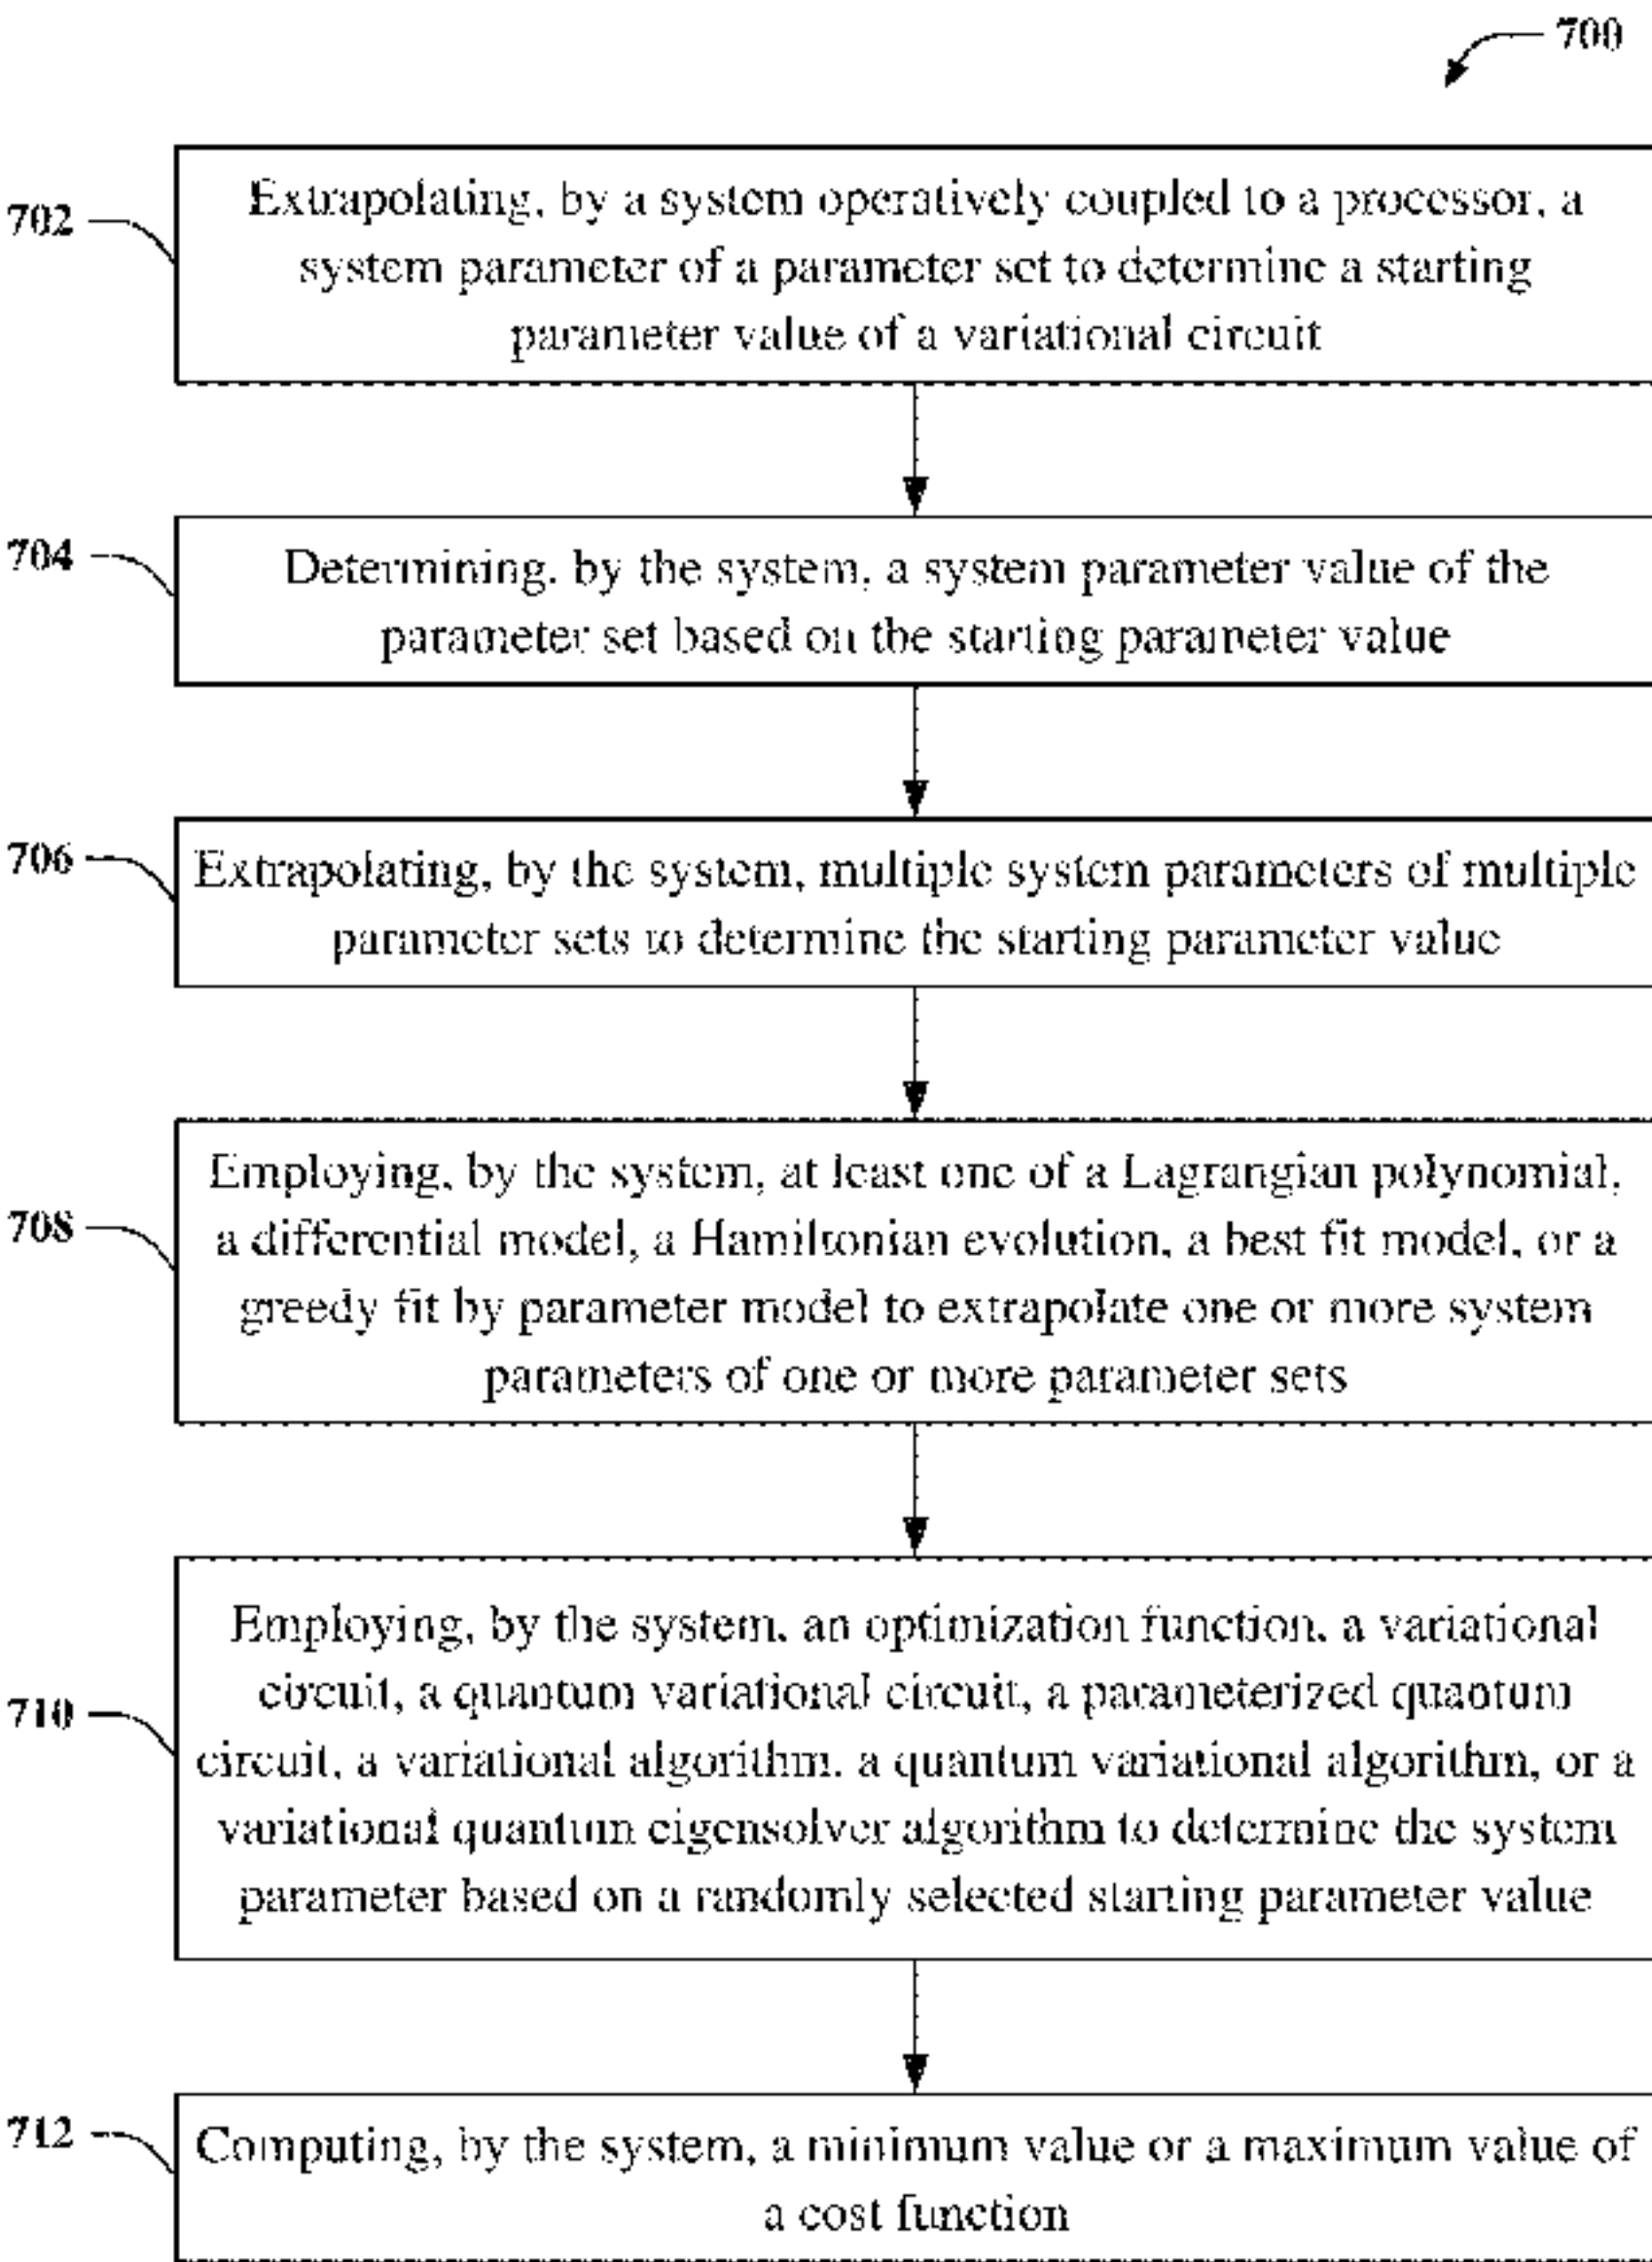 700
702
Extrapolating, by a system operatively coupled to a processor, a
system parameter of a parameter set to determine a starting
parameter value of a variational circuit
704
Determining, by the system, a system parameter value of the
parameter set based on the starting parameter value
706
Extrapolating, by the system, multiple system parameters of multiple
parameter sets to determine the starting parameter value
708
Employing, by the system, at least one of a Lagrangian polynomial,
a differential model, a Hamiltonian evolution, a best fit model, or a
greedy fit by parameter model to extrapolate one or more system
parameters of one or more parameter sets
710
Employing, by the system, an optimization function, a variational
circuit, a quantum variational circuit, a parameterized quantum
circuit, a variational algorithm, a quantum variational algorithm, or a
variational quantum eigensolver algorithm to determine the system
parameter based on a randomly selected starting parameter value
712
Computing, by the system, a minimum value or a maximum value of
a cost function